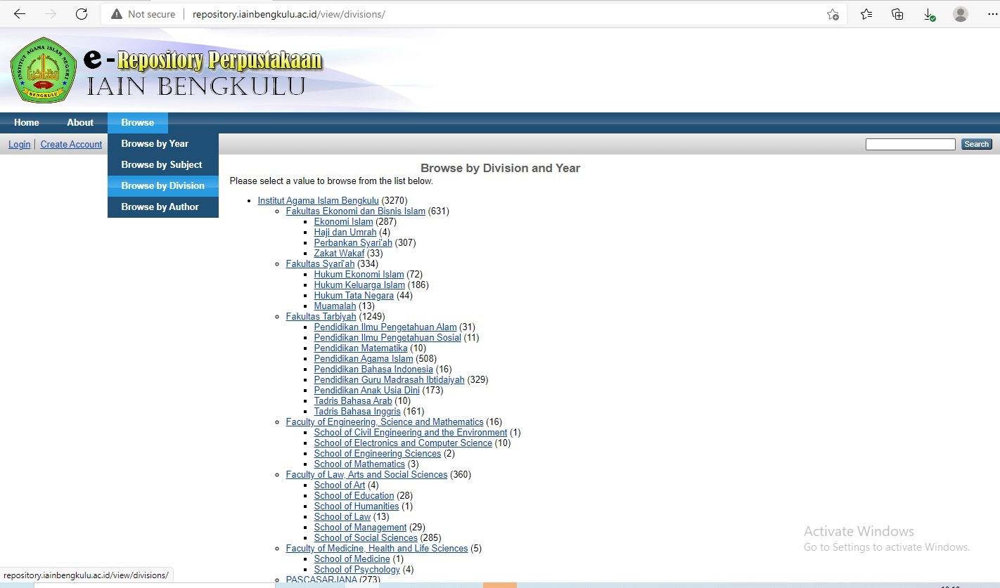 Not secure
repository.iainbengkulu.ac.id/view/divisions/
INSTITUT AGAMA ISLAM NEGERI
BENGKULU
e-Repository Perpustakaan
IAIN BENGKULU
Home About Browse
Login Create Account
Search
Browse by Year
Browse by Subject
Browse by Division
Browse by Author
Browse by Division and Year
Please select a value to browse from the list below.
Institut Agama Islam Bengkulu (3270)
Fakultas Ekonomi dan Bisnis Islam (631)
Ekonomi Islam (287)
Haji dan Umrah (4)
Perbankan Syari'ah (307)
Zakat Wakaf (33)
Fakultas Syari'ah (334)
Hukum Ekonomi Islam (72)
Hukum Keluarga Islam (186)
Hukum Tata Negara (44)
Muamalah (13)
Fakultas Tarbiyah (1249)
Pendidikan Ilmu Pengetahuan Alam (31)
Pendidikan Ilmu Pengetahuan Sosial (11)
Pendidikan Matematika (10)
Pendidikan Agama Islam (508)
Pendidikan Bahasa Indonesia (16)
Pendidikan Guru Madrasah Ibtidaiyah (329)
Pendidikan Anak Usia Dini (173)
Tadris Bahasa Arab (10)
Tadris Bahasa Inggris (161)
Faculty of Engineering, Science and Mathematics (16)
School of Civil Engineering and the Environment (1)
School of Electronics and Computer Science (10)
School of Engineering Sciences (2)
School of Mathematics (3)
Faculty of Law, Arts and Social Sciences (360)
School of Art (4)
School of Education (28)
School of Humanities (1)
School of Law (13)
School of Management (29)
School of Social Sciences (285)
Faculty of Medicine, Health and Life Sciences (5)
School of Medicine (1)
School of Psychology (4)
PASCASARJANA (273)
Activate Windows
Go to Settings to activate Windows.
repository.iainbengkulu.ac.id/view/divisions/